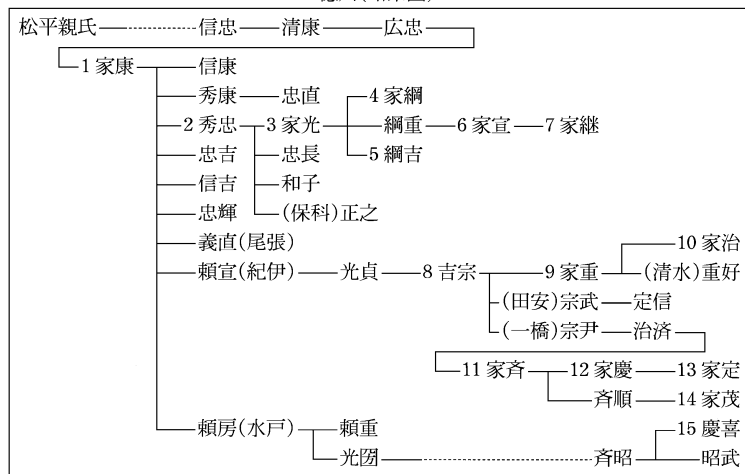 松平親氏 信忠 清康 広忠
1 家康 信康
秀康 忠直 4 家綱
2 秀忠 3 家光 綱重 6 家宣 7 家継
忠吉 忠長 5 綱吉
信吉 和子
忠輝 (保科)正之
義直(尾張) 10 家治
頼宣(紀伊) 光貞 8 吉宗 9 家重 (清水)重好
(田安)宗武 定信
(一橋)宗尹 治済
11 家斉 12 家慶 13 家定
斉順 14 家茂
頼房(水戸) 頼重 15 慶喜
光圀 斉昭 昭武